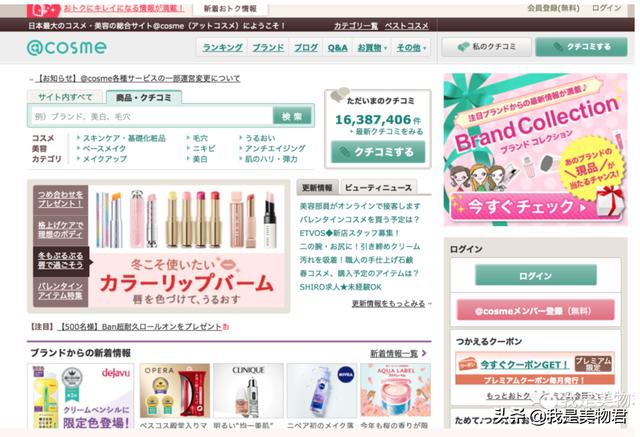 おトクにキレイになる情報が満載！
新着おトク情報
会員登録(無料)
ログイン
日本最大のコスメ・美容の総合サイト@cosme（アットコスメ）にようこそ！
カテゴリ一覧
ベストコスメ
@cosme
ランキング
ブランド
ブログ
Q&A
お買物
その他
私のクチコミ
クチコミする
【お知らせ】@cosme各種サービスの一部運営変更について
サイト内すべて
商品・クチコミ
例）ブランド、美白、毛穴
検索
コスメ
美容
カテゴリ
スキンケア・基礎化粧品
毛穴
うるおい
ベースメイク
ニキビ
アンチエイジング
メイクアップ
美白
肌のハリ・弾力
ただいまのクチコミ
16,387,406 件
最新クチコミをみる
クチコミする
注目ブランドからの最新情報が満載♪
Brand Collection
ブランド コレクション
あのブランドの
現品
が
当たるチャンス！
今すぐチェック
つめ合わせを
プレゼント！
格上げケアで
理想のボディ
冬もぷるぷる
唇で過ごそう
バレンタイン
アイテム特集
冬こそ使いたい
カラーリップバーム
唇を色づけて、うるおす
更新情報
ビューティニュース
美容部員がオンラインで接客します
バレンタインコスメを買う予定は？
ETVOS◆新店スタッフ募集！
二の腕・お尻に！引き締めクリーム
汚れを吸着！職人の手仕上げ石鹸
春コスメ、購入予定のアイテムは？
SHIRO求人★未経験OK
更新情報をもっとみる
【注目】【500名様】Ban超耐久ロールオンをプレゼント
ログイン
ログイン
@cosmeメンバー登録（無料）
つかえるクーポン
今すぐクーポンGET！
プレミアム
限定
プレミアムクーポン毎月発行！
ブランドからの新着情報
新着情報一覧
dejavu
クリームペンシルに
限定色登場！
OPERA
ベスコス殿堂入り
CLINIQUE
明るい"均一美肌"
NIVEA
ニベア初のメイク落
AQUA LABEL
今年も桜の香りが限
头条@我是美物君